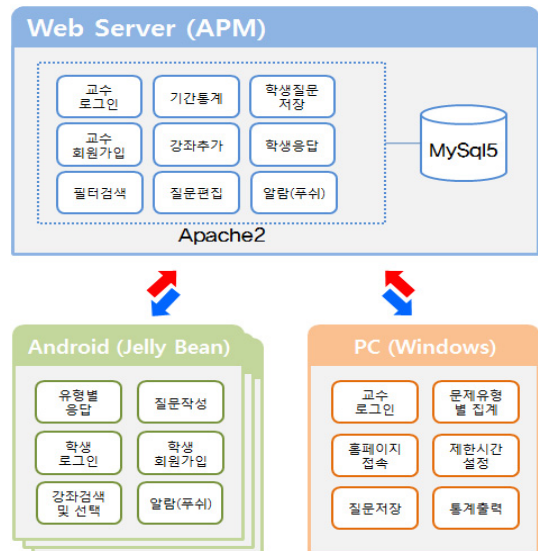 Web Server (APM)
교수
로그인
기간통계
학생질문
저장
교수
회원가입
강좌추가
학생응답
필터검색
질문편집
알람(푸쉬)
Apache2
MySql5
Android (Jelly Bean)
유형별
응답
질문작성
학생
로그인
학생
회원가입
강좌검색
및 선택
알람(푸쉬)
PC (Windows)
교수
로그인
문제유형
별 집계
홈페이지
접속
제한시간
설정
질문저장
통계출력